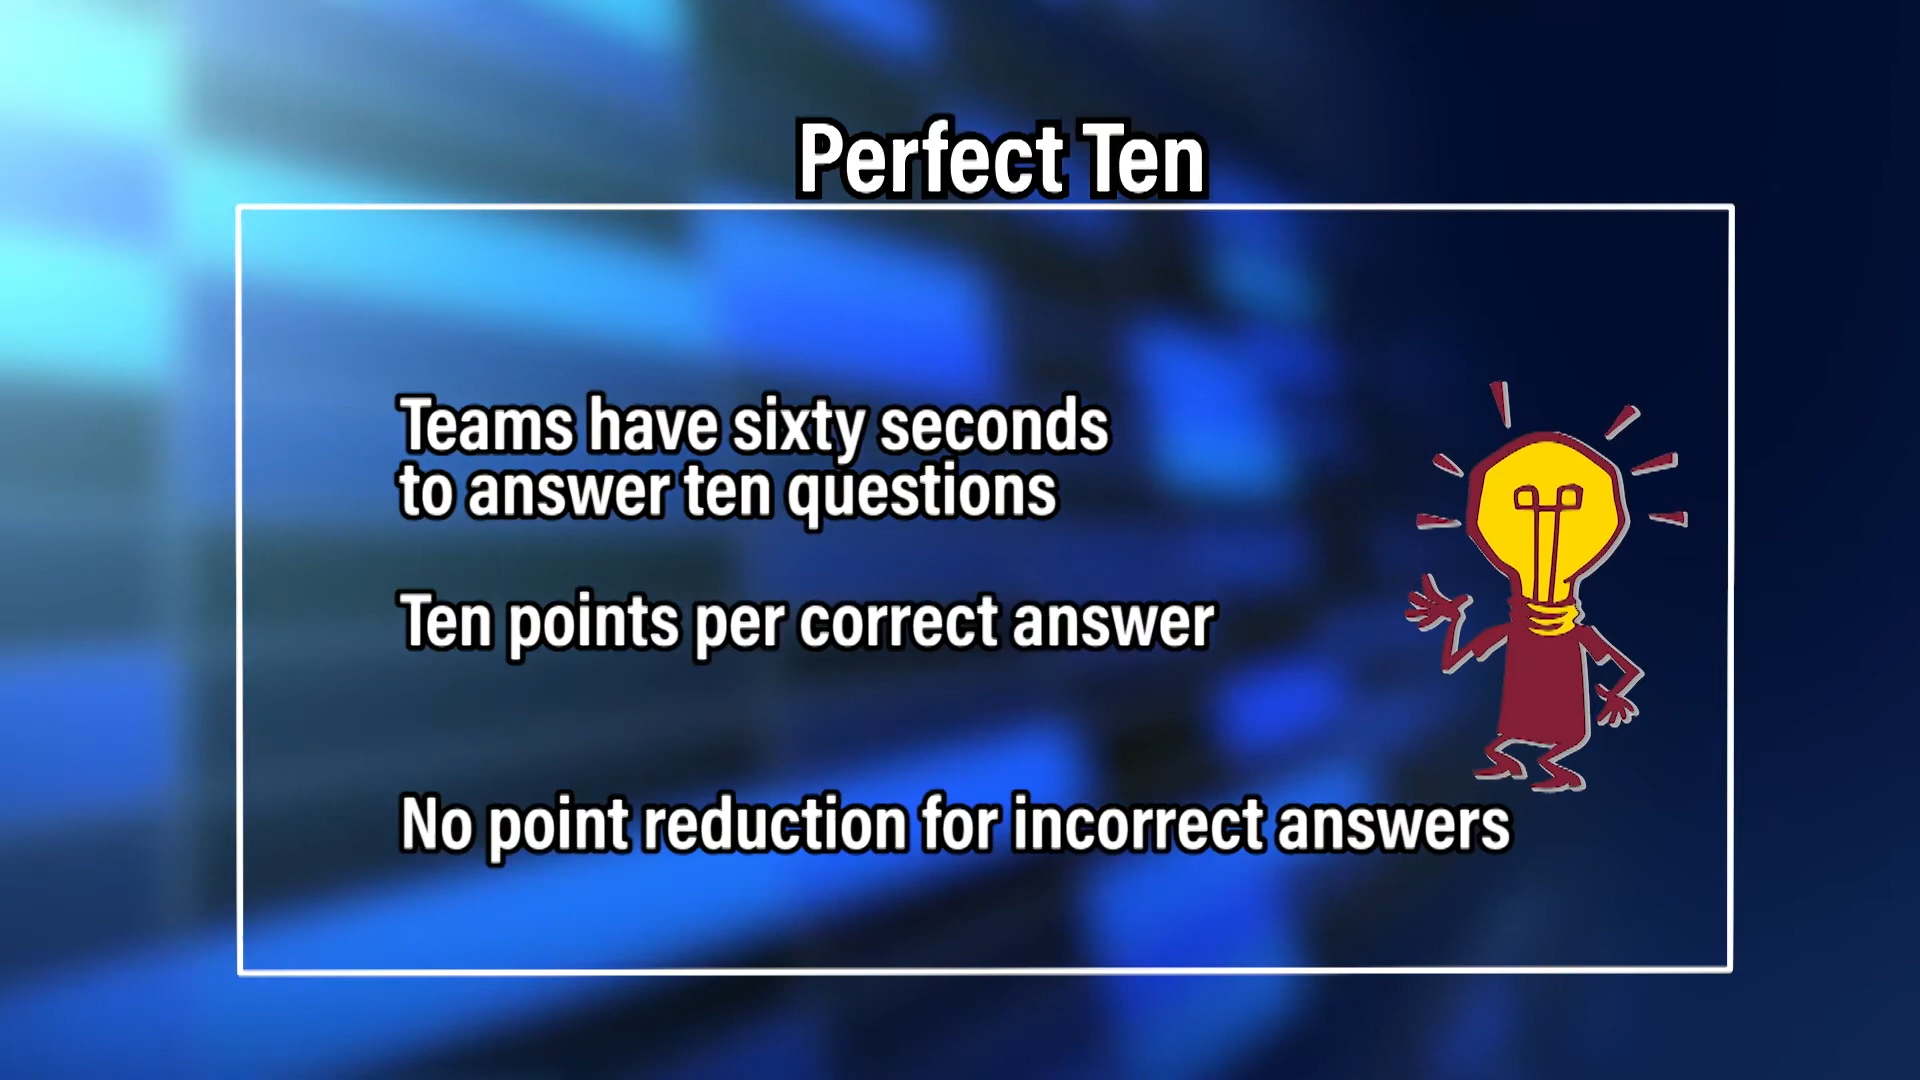 Perfect Ten
Teams have sixty seconds
to answer ten questions
Ten points per correct answer
No point reduction for incorrect answers